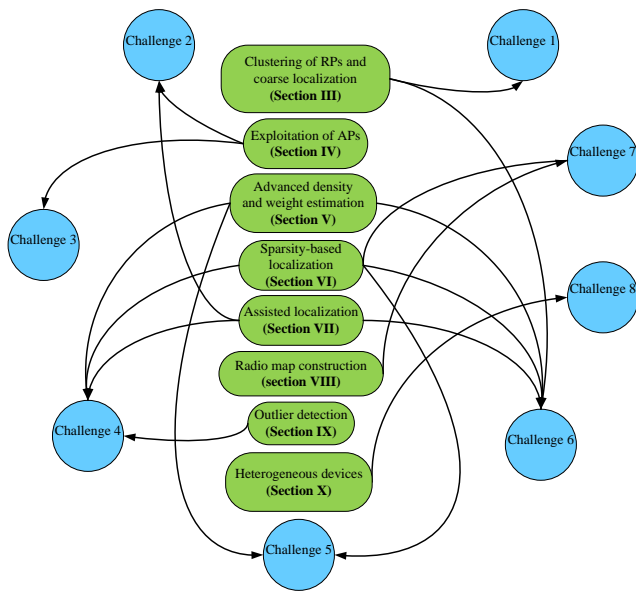 Challenge 2
Challenge 1
Clustering of RPs and
coarse localization
(Section III)
Exploitation of APs
(Section IV)
Challenge 7
Advanced density
and weight estimation
(Section V)
Challenge 3
Sparsity-based
localization
(Section VI)
Challenge 8
Assisted localization
(Section VII)
Radio map construction
(section VIII)
Outlier detection
(Section IX)
Challenge 4
Challenge 6
Heterogeneous devices
(Section X)
Challenge 5